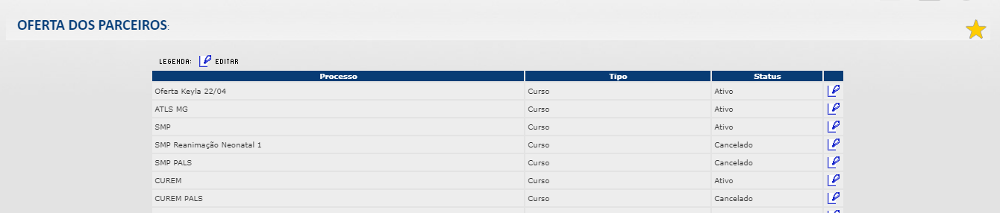 OFERTA DOS PARCEIROS:
LEGENDA: EDITAR
Processo Tipo Status
Oferta Keyla 22/04 Curso Ativo
ATLS MG Curso Ativo
SMP Curso Ativo
SMP Reanimação Neonatal 1 Curso Cancelado
SMP PALS Curso Cancelado
CUREM Curso Ativo
CUREM PALS Curso Cancelado